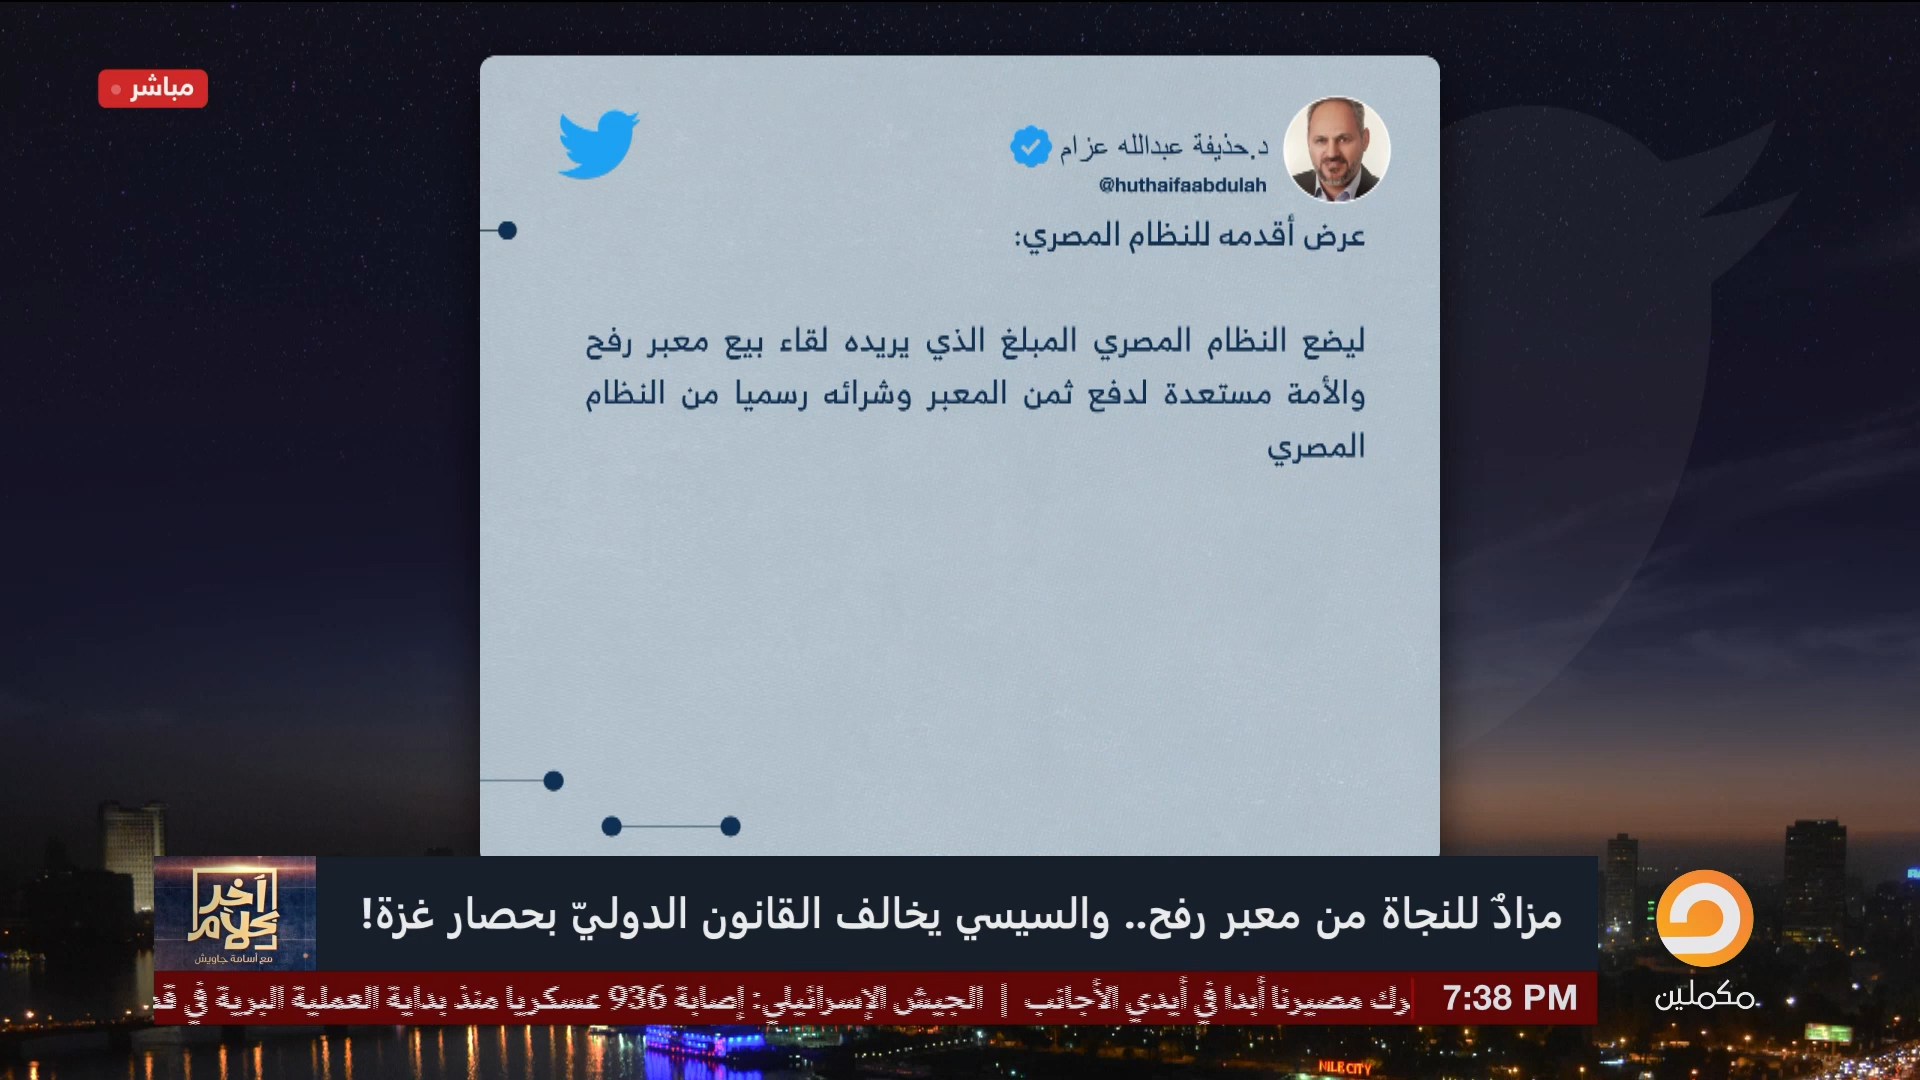 مباشر
د.حذيفة عبدالله عزام
@huthaifaabdulah
عرض أقدمه للنظام المصري:
ليضع النظام المصري المبلغ الذي يريده لقاء بيع معبر رفح
والأمة مستعدة لدفع ثمن المعبر وشرائه رسميا من النظام
المصري
آخر كلام
مع أسامة جاويش
مزادٌ للنجاة من معبر رفح.. والسيسي يخالف القانون الدوليّ بحصار غزة!
7:38 PM
مصيرنا أبدا في أيدي الأجانب | الجيش الإسرائيلي: إصابة 936 عسكريا منذ بداية العملية البرية في
مكملين
NILE CITY